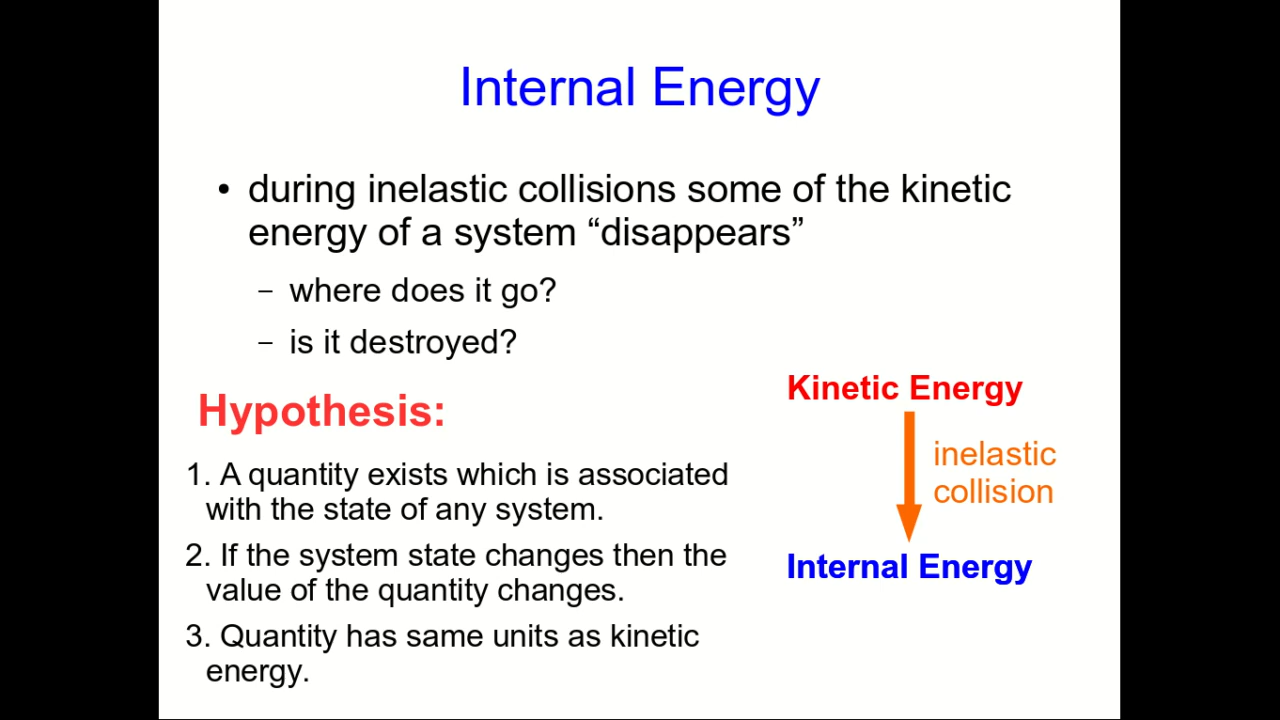 Internal Energy
• during inelastic collisions some of the kinetic
energy of a system “disappears”
– where does it go?
– is it destroyed?
Hypothesis:
1. A quantity exists which is associated
with the state of any system.
2. If the system state changes then the
value of the quantity changes.
3. Quantity has same units as kinetic
energy.
Kinetic Energy
inelastic
collision
Internal Energy